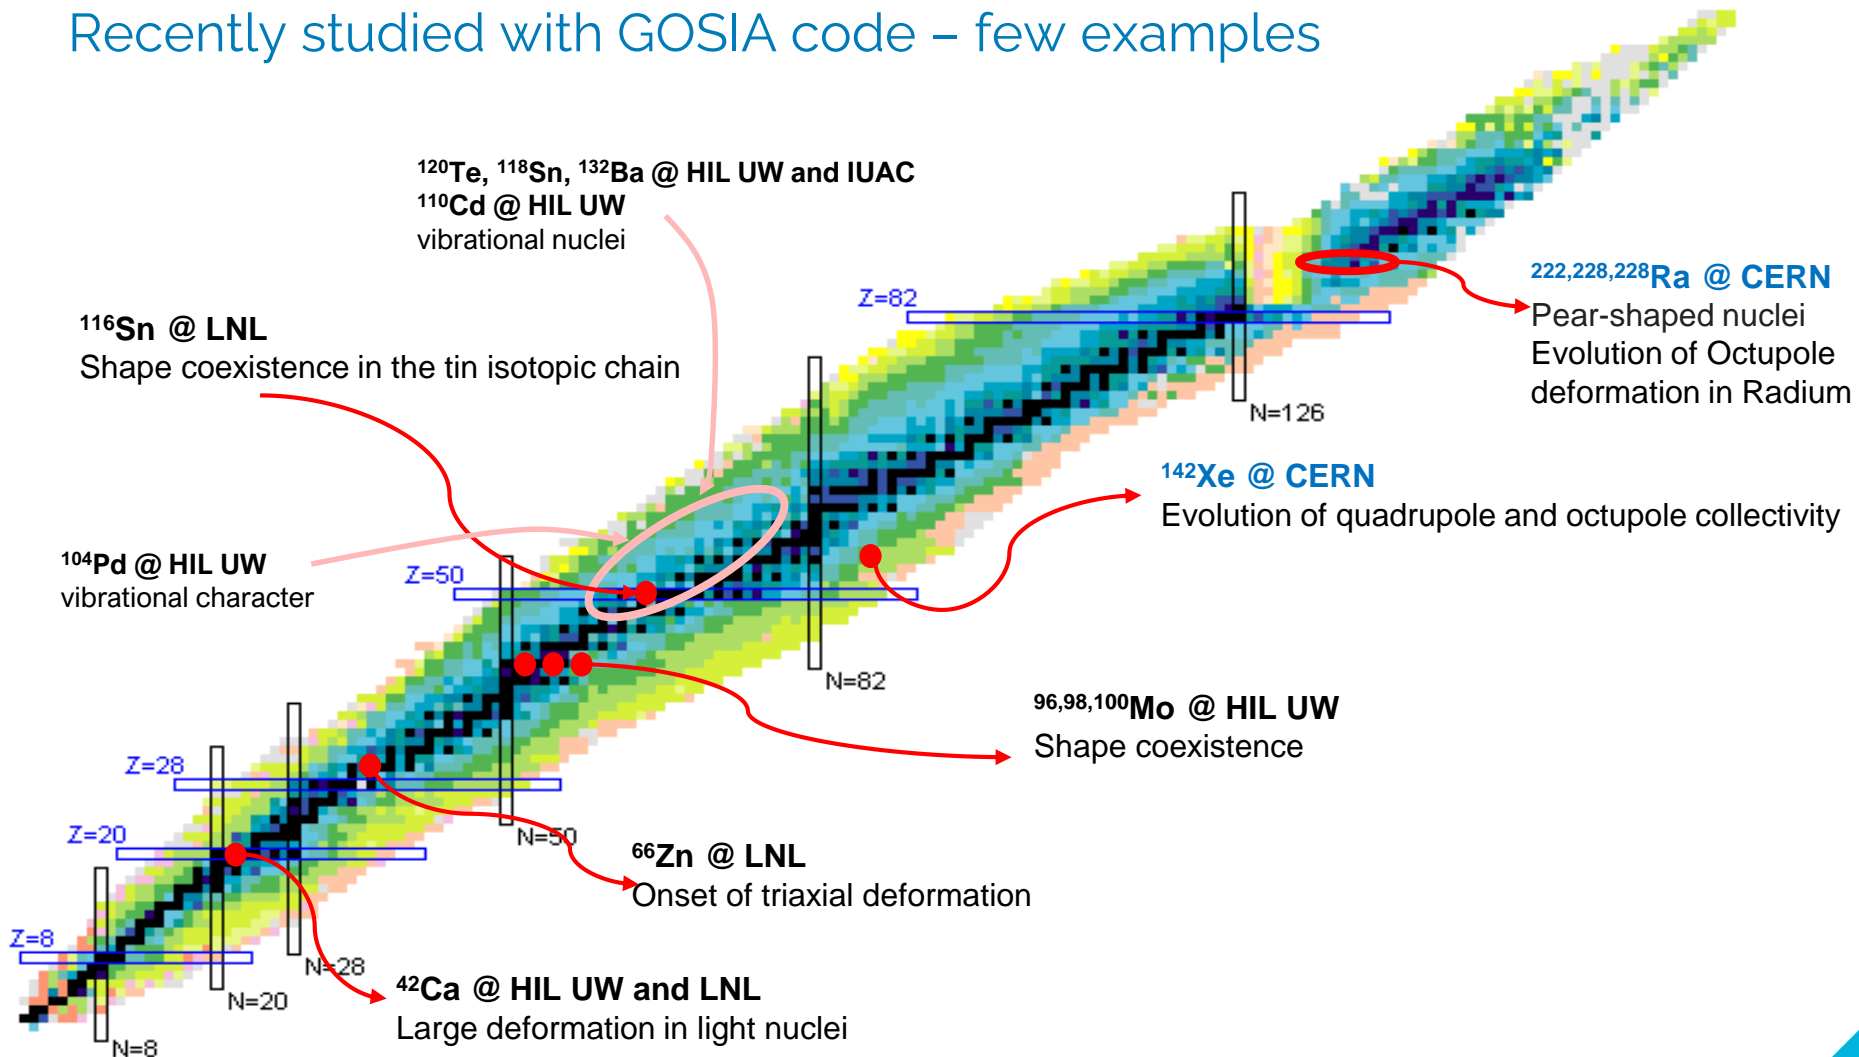 Recently studied with GOSIA code – few examples
¹²⁰Te, ¹¹⁸Sn, ¹³²Ba @ HIL UW and IUAC
¹¹⁰Cd @ HIL UW
vibrational nuclei
²²²,²²⁸,²²⁸Ra @ CERN
Pear-shaped nuclei
Evolution of Octupole
deformation in Radium
Z=82
¹¹⁶Sn @ LNL
Shape coexistence in the tin isotopic chain
N=126
¹⁴²Xe @ CERN
Evolution of quadrupole and octupole collectivity
¹⁰⁴Pd @ HIL UW
vibrational character
Z=50
N=82
⁹⁶,⁹⁸,¹⁰⁰Mo @ HIL UW
Shape coexistence
Z=28
Z=20
N=50
⁶⁶Zn @ LNL
Onset of triaxial deformation
Z=8
N=28
N=20
⁴²Ca @ HIL UW and LNL
Large deformation in light nuclei
N=8